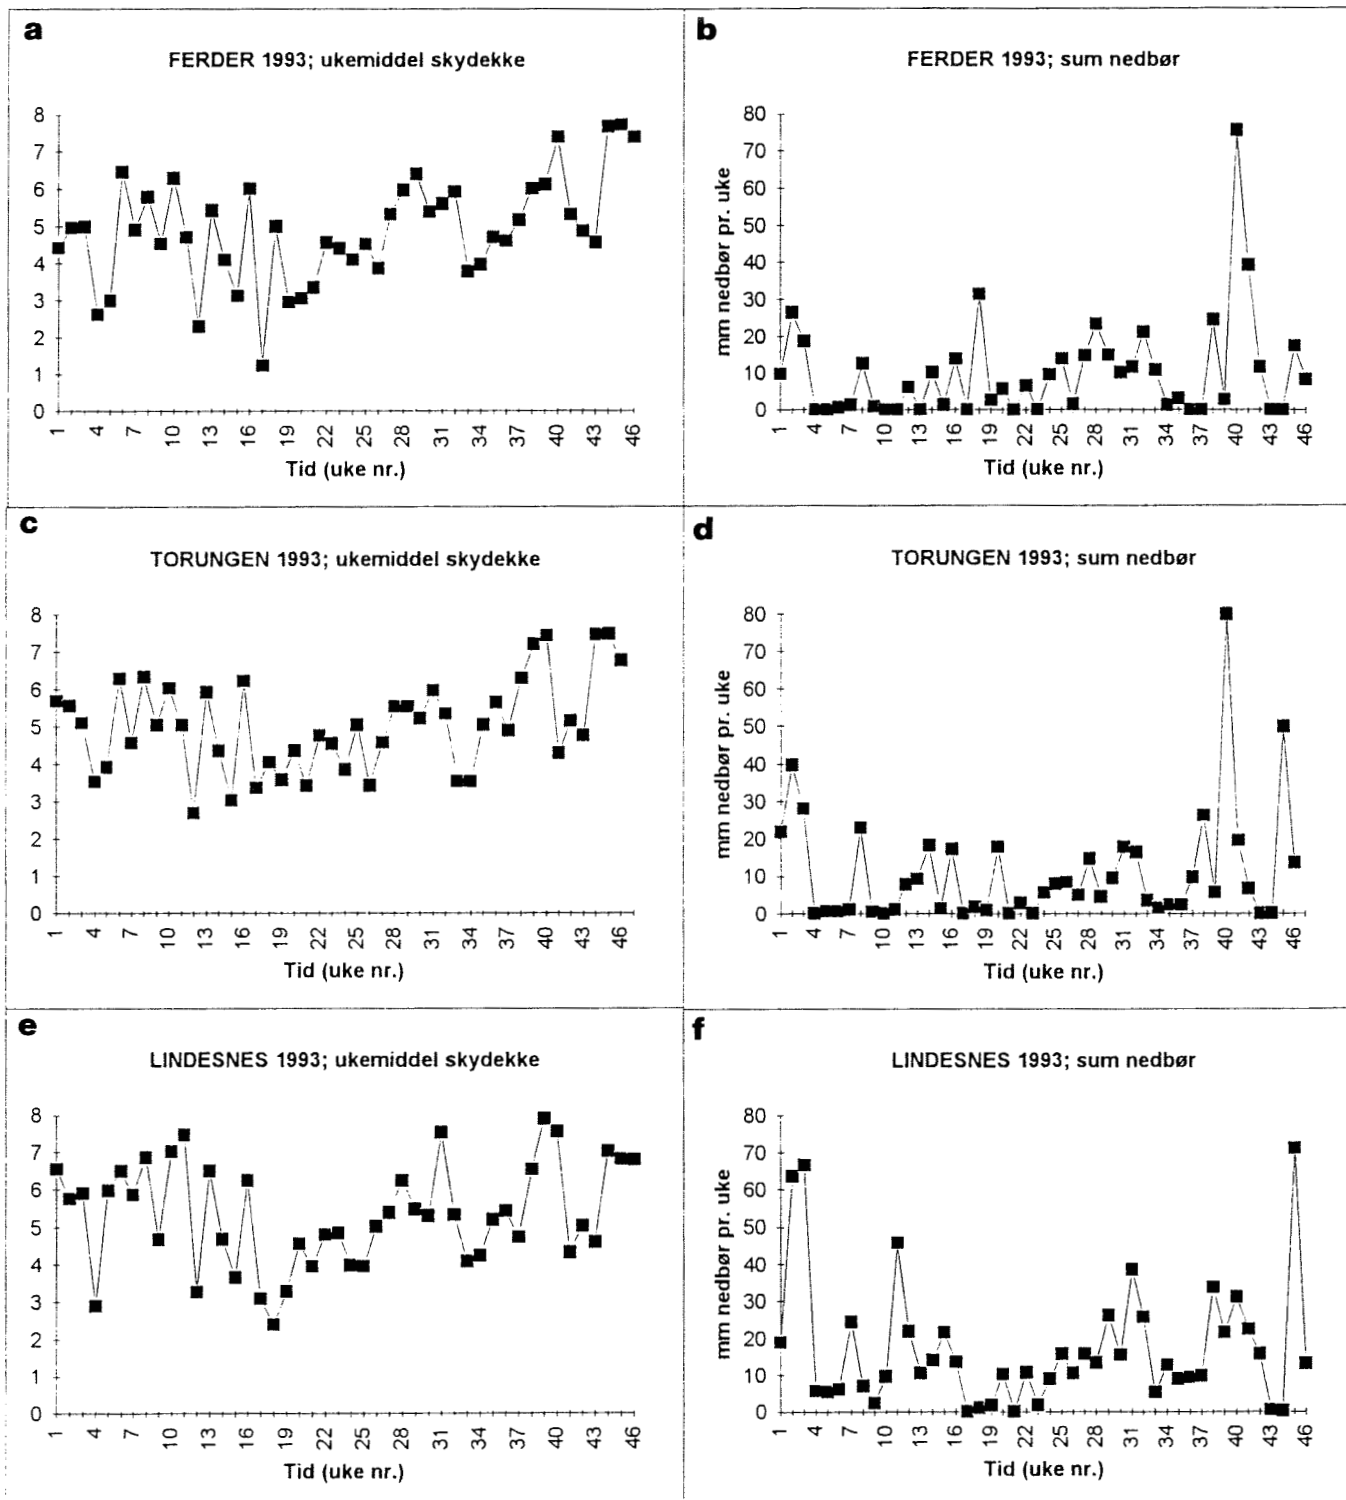 a
FERDER 1993; ukemiddel skydekke
8
7
6
5
4
3
2
1
0
1 4 7 10 13 16 19 22 25 28 31 34 37 40 43 46
Tid (uke nr.)
b
FERDER 1993; sum nedbør
mm nedbør pr. uke
80
70
60
50
40
30
20
10
0
1 4 7 10 13 16 19 22 25 28 31 34 37 40 43 46
Tid (uke nr.)
c
TORUNGEN 1993; ukemiddel skydekke
8
7
6
5
4
3
2
1
0
1 4 7 10 13 16 19 22 25 28 31 34 37 40 43 46
Tid (uke nr.)
d
TORUNGEN 1993; sum nedbør
mm nedbør pr. uke
80
70
60
50
40
30
20
10
0
1 4 7 10 13 16 19 22 25 28 31 34 37 40 43 46
Tid (uke nr.)
e
LINDESNES 1993; ukemiddel skydekke
8
7
6
5
4
3
2
1
0
1 4 7 10 13 16 19 22 25 28 31 34 37 40 43 46
Tid (uke nr.)
f
LINDESNES 1993; sum nedbør
mm nedbør pr. uke
80
70
60
50
40
30
20
10
0
1 4 7 10 13 16 19 22 25 28 31 34 37 40 43 46
Tid (uke nr.)